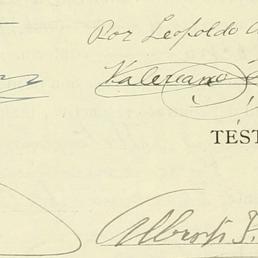 Por Leopoldo
Valeriano
TEST
Alberto P.